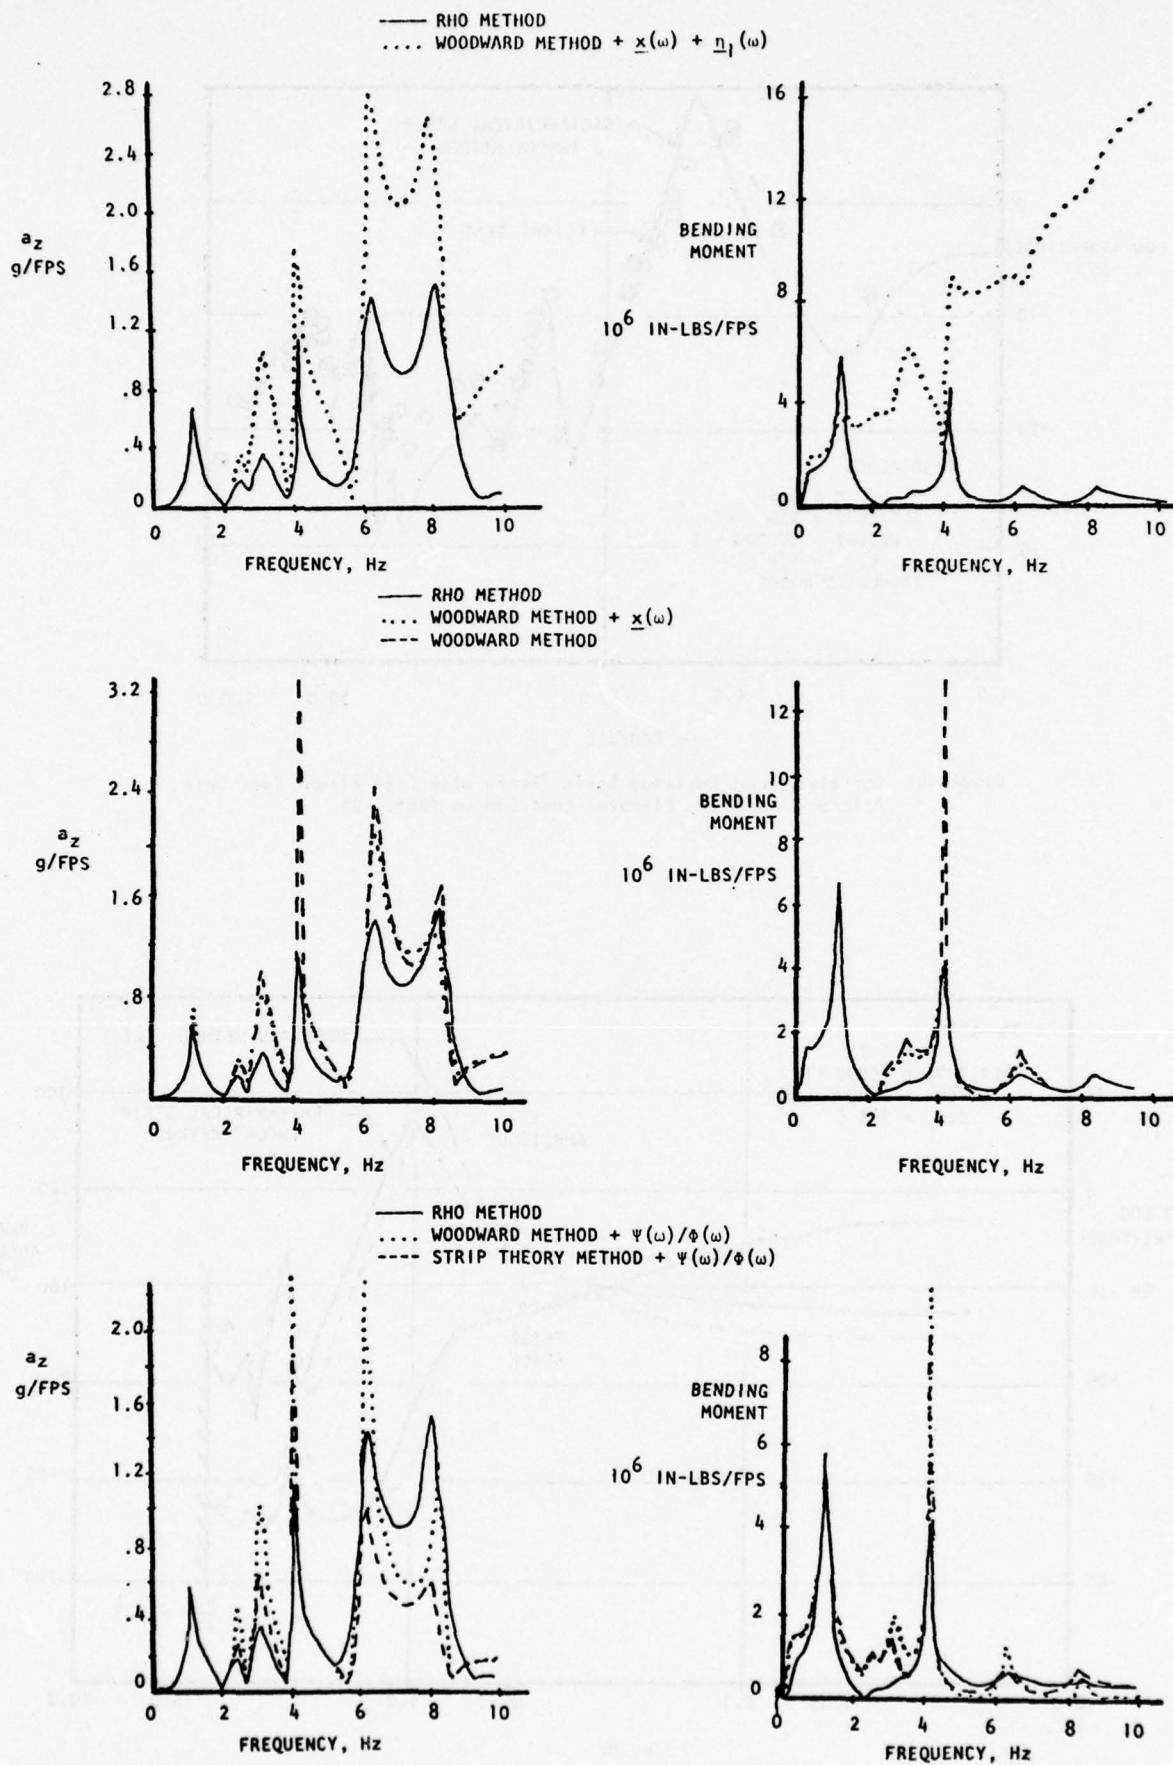 RHO METHOD
WOODWARD METHOD + x(ω) + η₁(ω)
2.8
2.4
2.0
1.6
1.2
.8
.4
0
a_z
g/FPS
0 2 4 6 8 10
FREQUENCY, Hz
16
12
8
4
0
BENDING
MOMENT
10⁶ IN-LBS/FPS
0 2 4 6 8 10
FREQUENCY, Hz
RHO METHOD
WOODWARD METHOD + x(ω)
WOODWARD METHOD
3.2
2.4
1.6
.8
a_z
g/FPS
0 2 4 6 8 10
FREQUENCY, Hz
12
10
8
6
4
2
0
BENDING
MOMENT
10⁶ IN-LBS/FPS
0 2 4 6 8 10
FREQUENCY, Hz
RHO METHOD
WOODWARD METHOD + Ψ(ω)/Φ(ω)
STRIP THEORY METHOD + Ψ(ω)/Φ(ω)
2.0
1.6
1.2
.8
.4
0
a_z
g/FPS
0 2 4 6 8 10
FREQUENCY, Hz
8
6
4
2
0
BENDING
MOMENT
10⁶ IN-LBS/FPS
0 2 4 6 8 10
FREQUENCY, Hz